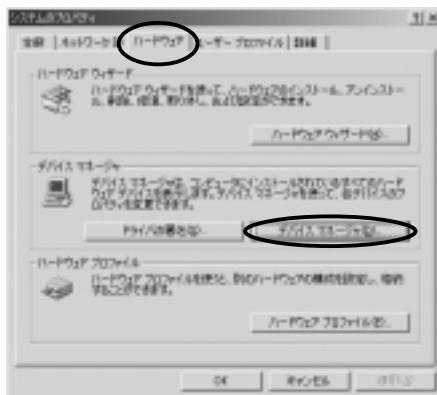 システムのプロパティ
全般 ネットワーク ID ハードウェア ユーザー プロファイル 詳細
ハードウェア ウィザード
ハードウェア ウィザードを使って、ハードウェアのインストール、アンインストール、修復、取り外し、および設定ができます。
ハードウェア ウィザード(H)...
デバイス マネージャ
デバイス マネージャは、コンピュータにインストールされているすべてのハードウェア デバイスを表示します。デバイス マネージャを使って、各デバイスのプロパティを変更できます。
ドライバの署名(S)... デバイス マネージャ(D)...
ハードウェア プロファイル
ハードウェア プロファイルを使うと、別のハードウェアの構成を設定し、格納することができます。
ハードウェア プロファイル(P)...
OK キャンセル 適用(A)